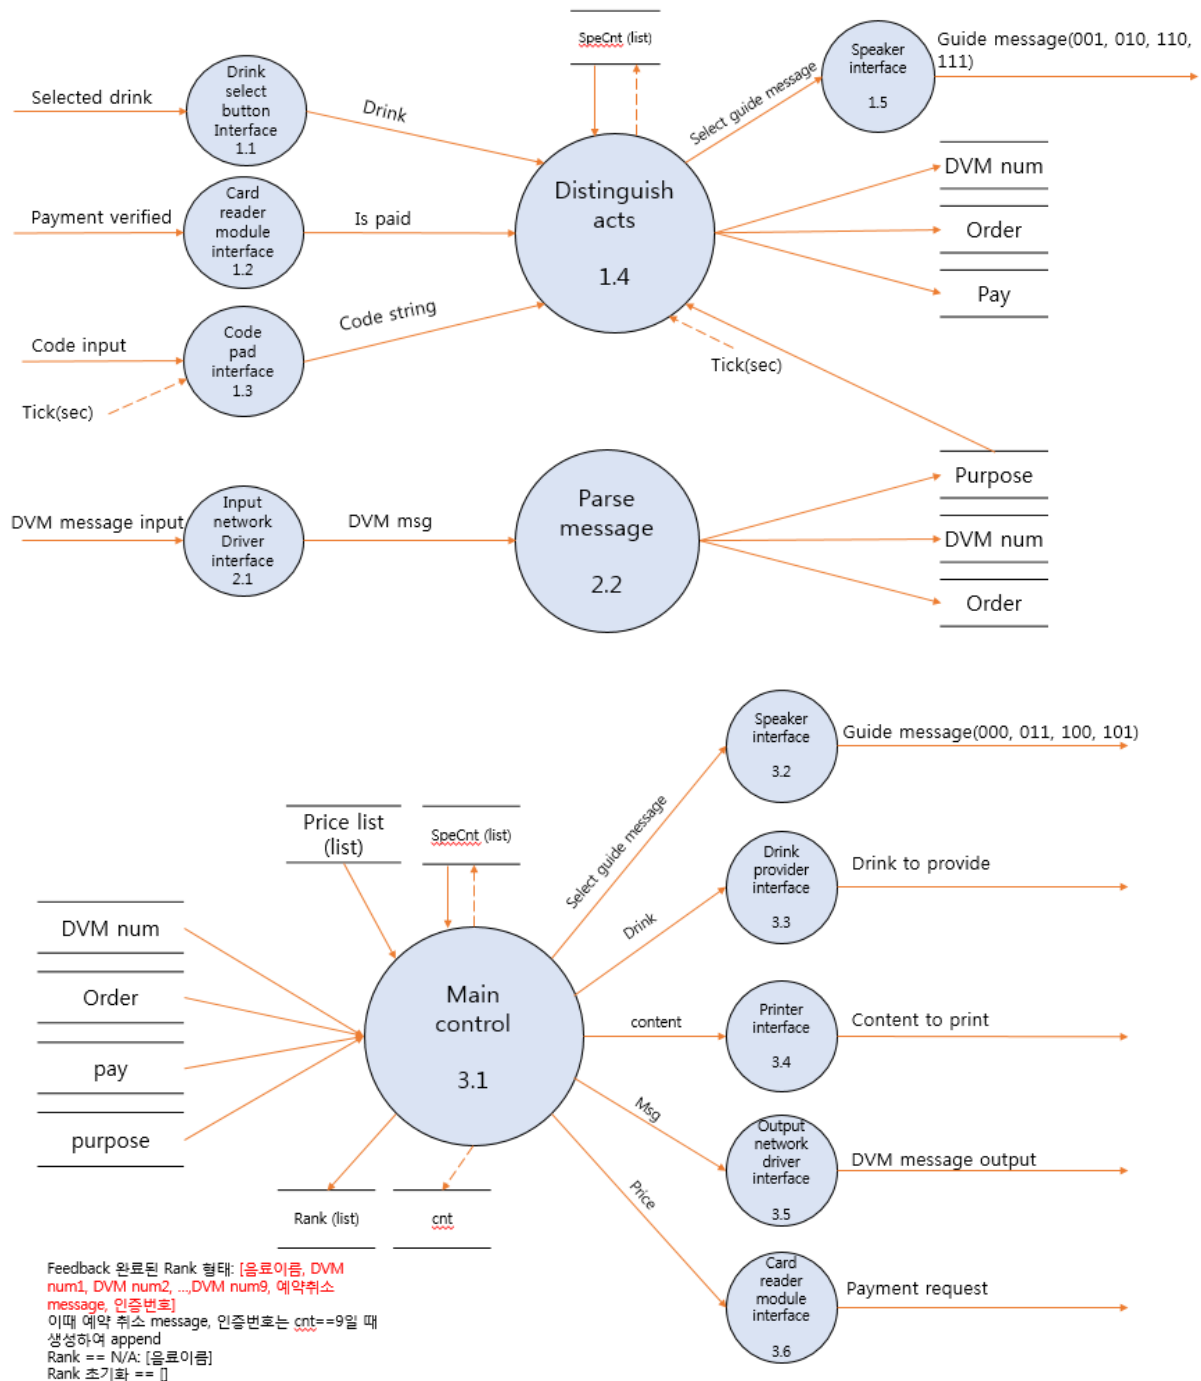 SpeCnt (list)
Speaker
interface
1.5
Guide message(001, 010, 110,
111)
Select guide message
Selected drink
Drink
select
button
Interface
1.1
Drink
DVM num
Order
Pay
Distinguish
acts
1.4
Payment verified
Card
reader
module
interface
1.2
Is paid
Code input
Tick(sec)
Code
pad
interface
1.3
Code string
Tick(sec)
DVM message input
Input
network
Driver
interface
2.1
DVM msg
Parse
message
2.2
Purpose
DVM num
Order
Speaker
interface
3.2
Guide message(000, 011, 100, 101)
Select guide message
Price list
(list)
SpeCnt (list)
Drink
provider
interface
3.3
Drink to provide
Drink
DVM num
Order
pay
purpose
Main
control
3.1
content
Printer
interface
3.4
Content to print
Msg
Output
network
driver
interface
3.5
DVM message output
Price
Rank (list)
cnt
Card
reader
module
interface
3.6
Payment request
Feedback 완료된 Rank 형태: [음료이름, DVM
num1, DVM num2, ...,DVM num9, 예약취소
message, 인증번호]
이때 예약 취소 message, 인증번호는 cnt==9일 때
생성하여 append
Rank == N/A: [음료이름]
Rank 초기화 == []